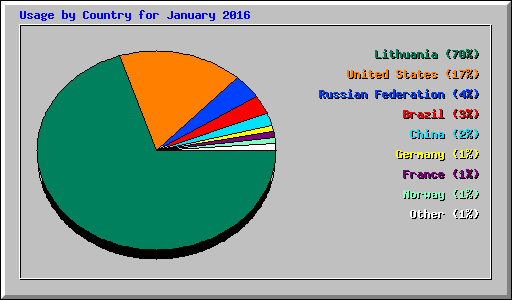 Usage by Country for January 2016
Lithuania (70%)
United States (17%)
Russian Federation (4%)
Brazil (3%)
China (2%)
Germany (1%)
France (1%)
Norway (1%)
Other (1%)